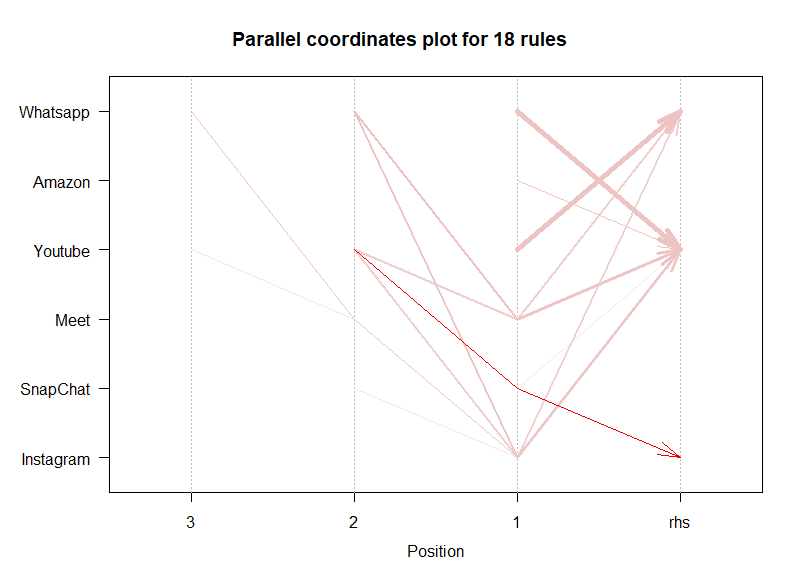 Parallel coordinates plot for 18 rules
Whatsapp
Amazon
Youtube
Meet
SnapChat
Instagram
3 2 1 rhs
Position